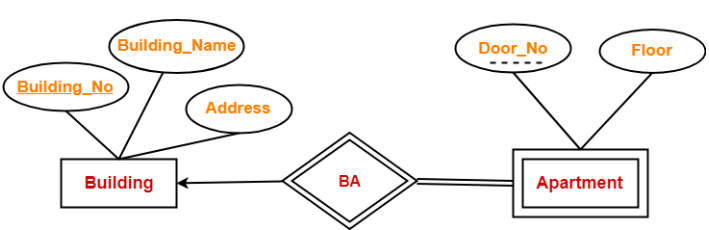 Building_Name
Door_No
Floor
Building_No
Address
Building
BA
Apartment